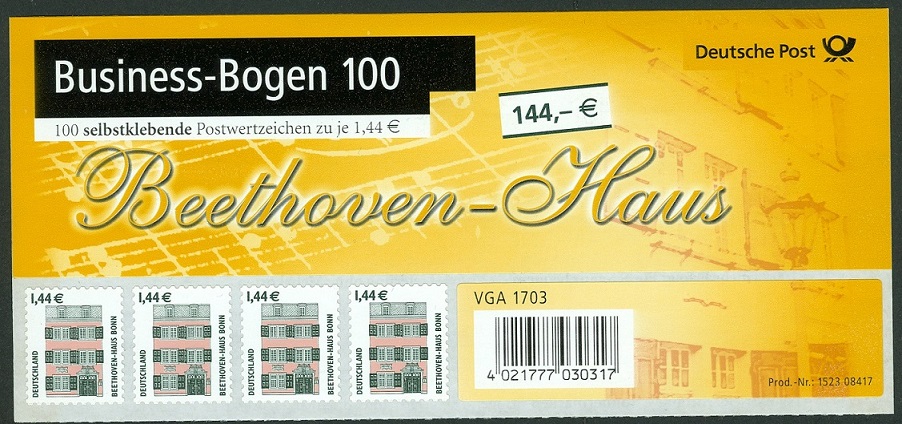 Business-Bogen 100
Deutsche Post
100 selbstklebende Postwertzeichen zu je 1,44 €
144,– €
Beethoven-Haus
1,44 €
DEUTSCHLAND
BEETHOVEN-HAUS BONN
1,44 €
DEUTSCHLAND
BEETHOVEN-HAUS BONN
1,44 €
DEUTSCHLAND
BEETHOVEN-HAUS BONN
1,44 €
DEUTSCHLAND
BEETHOVEN-HAUS BONN
VGA 1703
4 021777 030317
Prod.-Nr.: 1523 08417